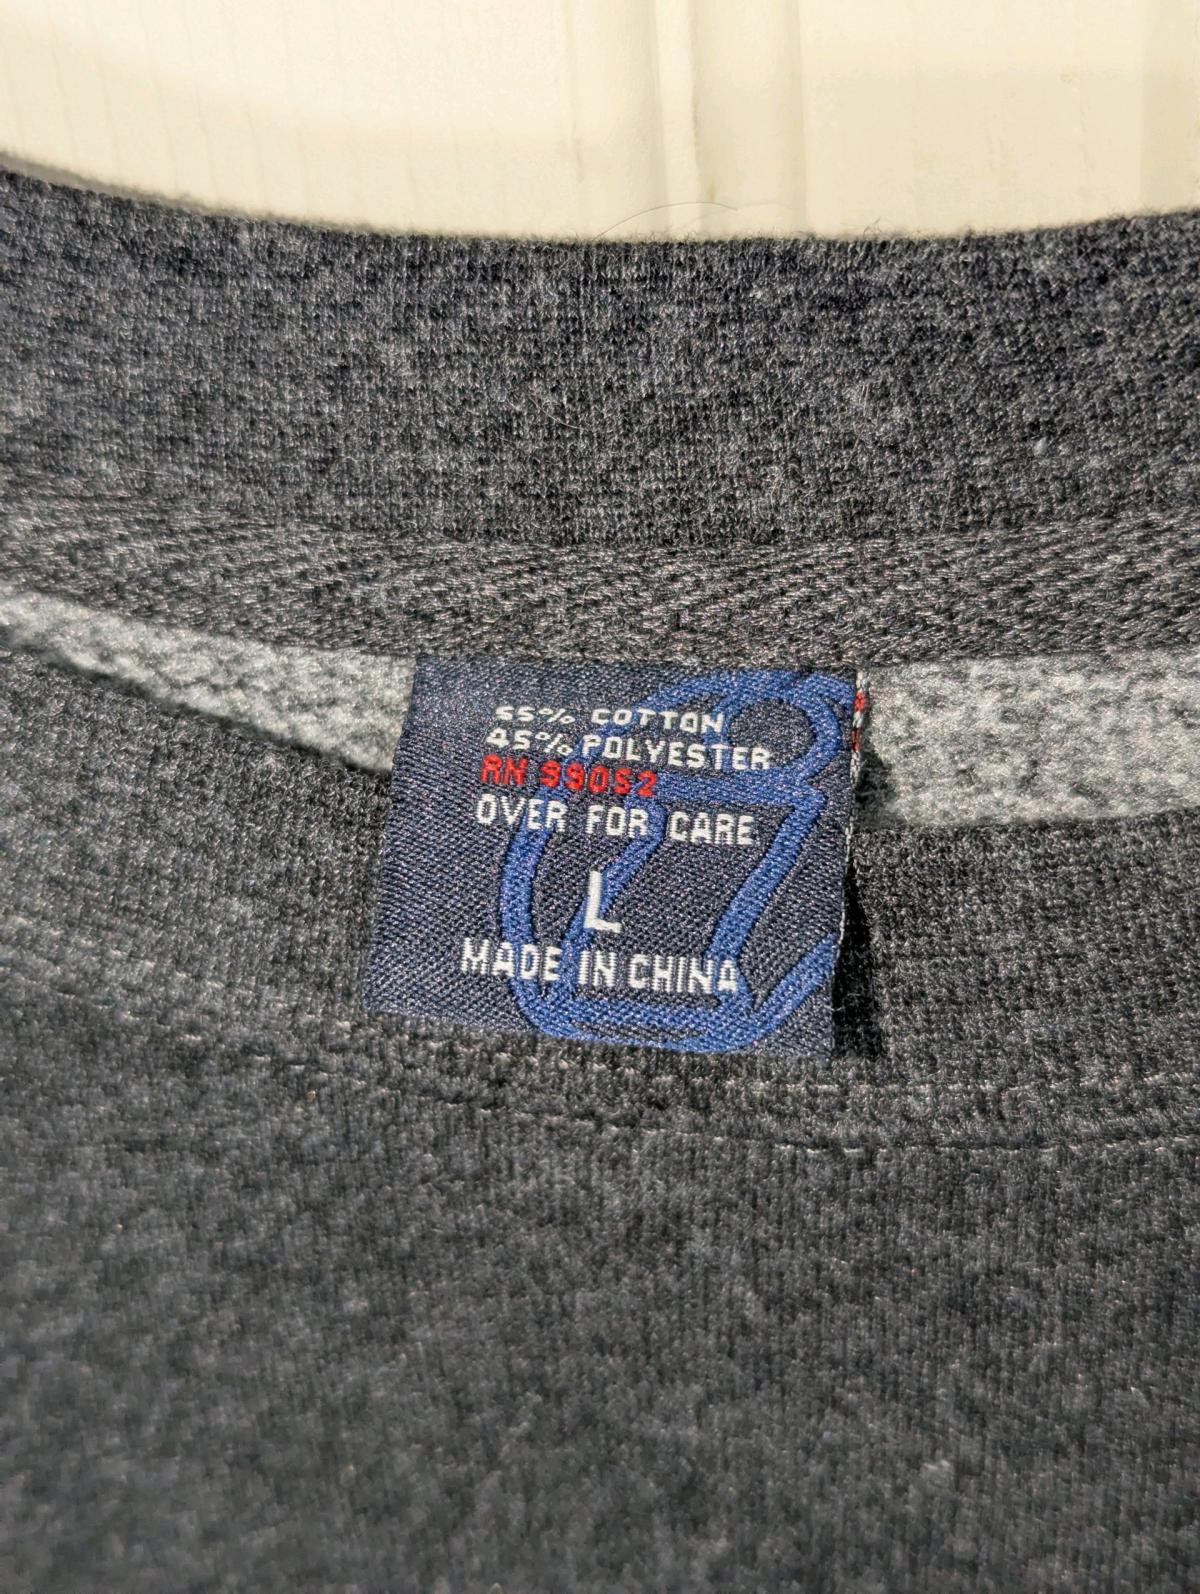 55% COTTON
45% POLYESTER
RN 99052
OVER FOR CARE
L
MADE IN CHINA